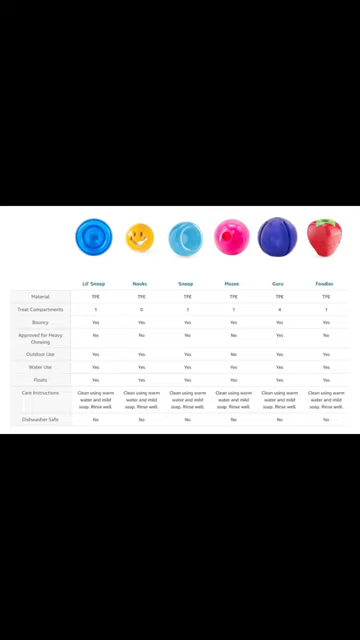 Lil' Snoop Nooks Snoop Mazee Guru Foodies
Material TPE TPE TPE TPE TPE TPE
Treat Compartments 1 0 1 1 4 1
Bouncy Yes Yes Yes Yes Yes Yes
Approved for Heavy No No No No Yes Yes
Chewing
Outdoor Use Yes Yes Yes No Yes Yes
Water Use Yes Yes Yes Yes Yes Yes
Floats Yes Yes Yes Yes Yes Yes
Care Instructions Clean using warm Clean using warm Clean using warm Clean using warm Clean using warm Clean using warm
water and mild water and mild water and mild water and mild water and mild water and mild
soap. Rinse well. soap. Rinse well. soap. Rinse well. soap. Rinse well. soap. Rinse well. soap. Rinse well.
Dishwasher Safe No No No No No No